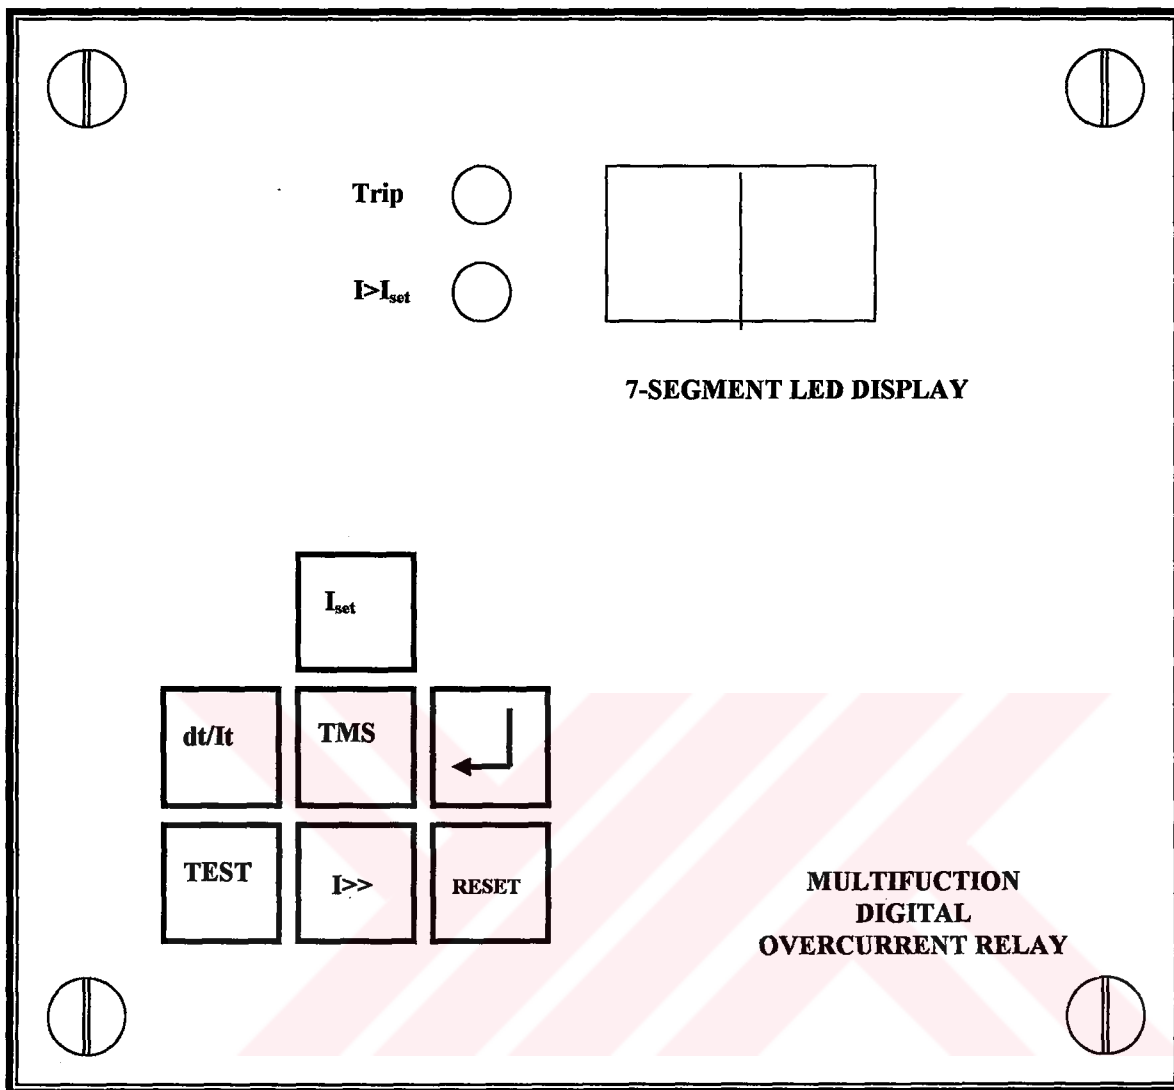 Trip
I>Iset
7-SEGMENT LED DISPLAY
Iset
dt/It
TMS
TEST
I>>
RESET
MULTIFUCTION
DIGITAL
OVERCURRENT RELAY